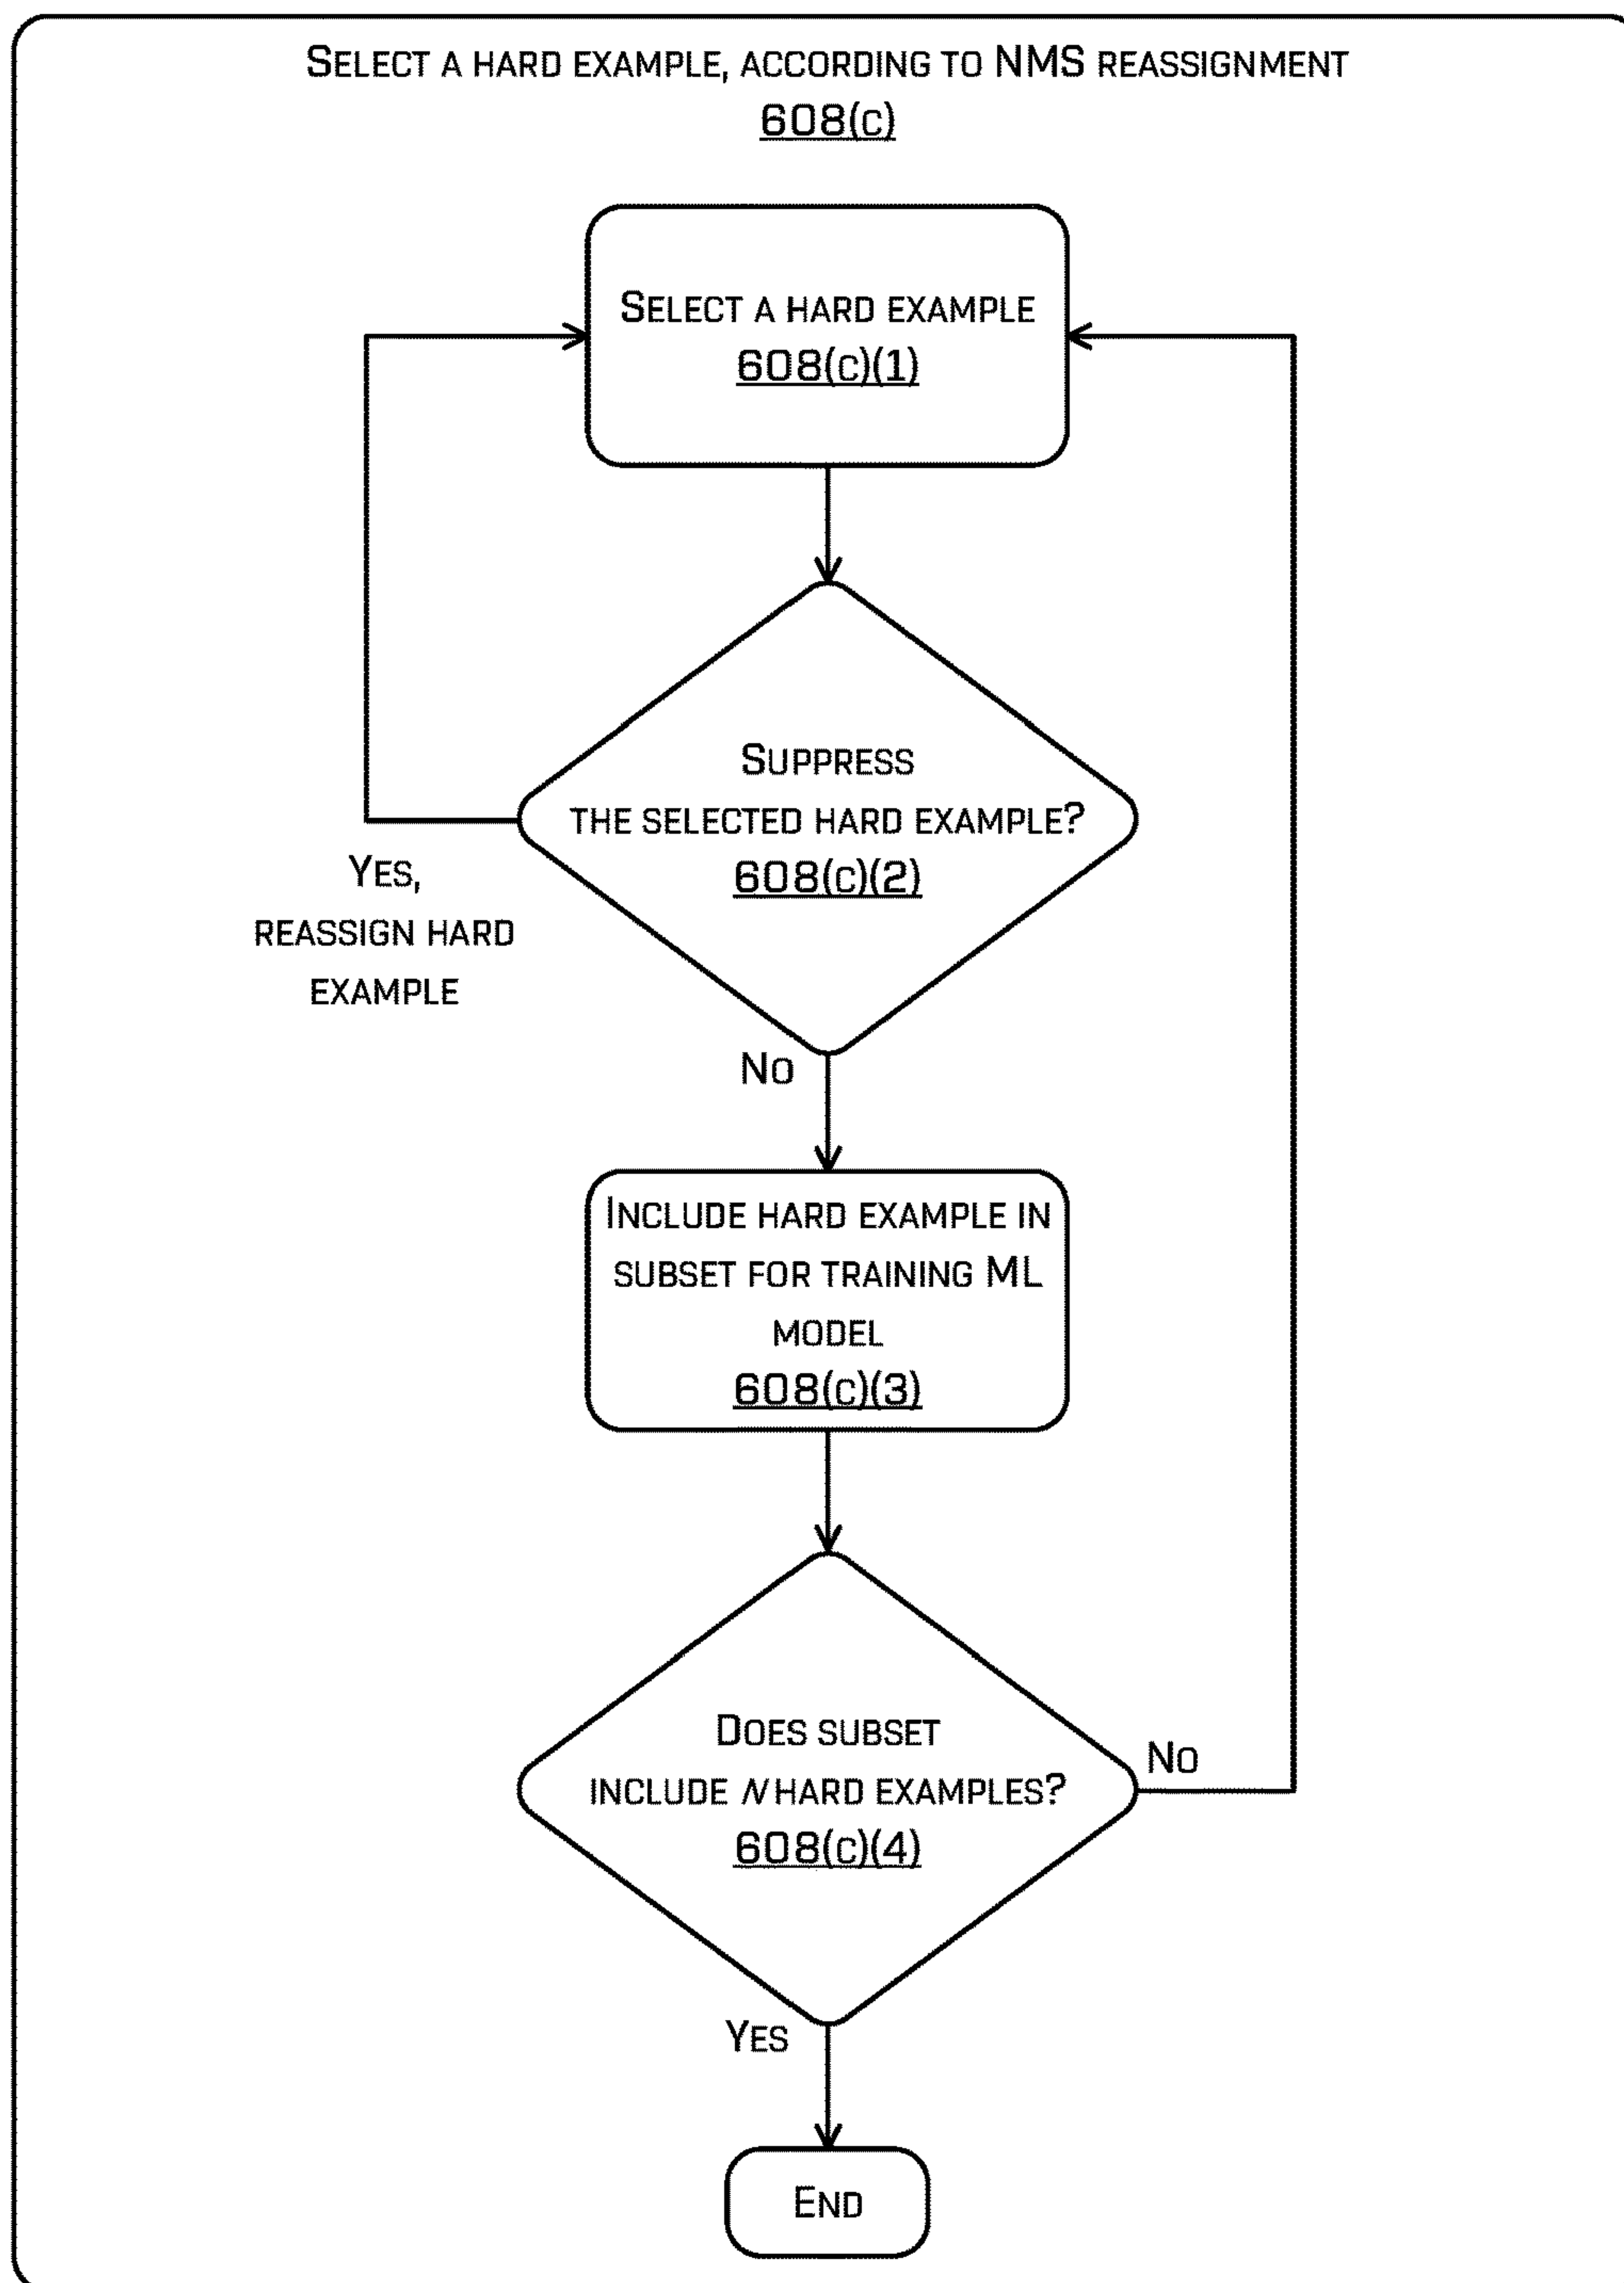 SELECT A HARD EXAMPLE, ACCORDING TO NMS REASSIGNMENT
608(C)
SELECT A HARD EXAMPLE
608(C)(1)
SUPPRESS
THE SELECTED HARD EXAMPLE?
608(C)(2)
YES,
REASSIGN HARD
EXAMPLE
NO
INCLUDE HARD EXAMPLE IN
SUBSET FOR TRAINING ML
MODEL
608(C)(3)
DOES SUBSET
INCLUDE N HARD EXAMPLES?
608(C)(4)
NO
YES
END